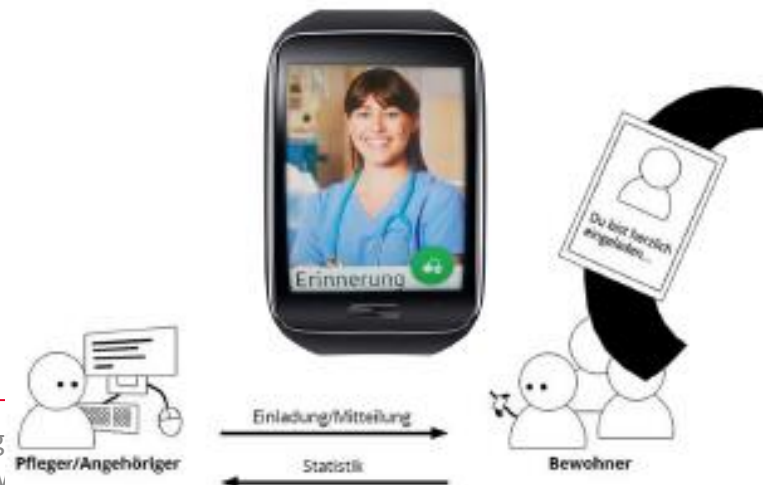 Erinnerung
Du bist herzlich
eingeladen...
Einladung/Mitteilung
Pfleger/Angehöriger
Statistik
Bewohner